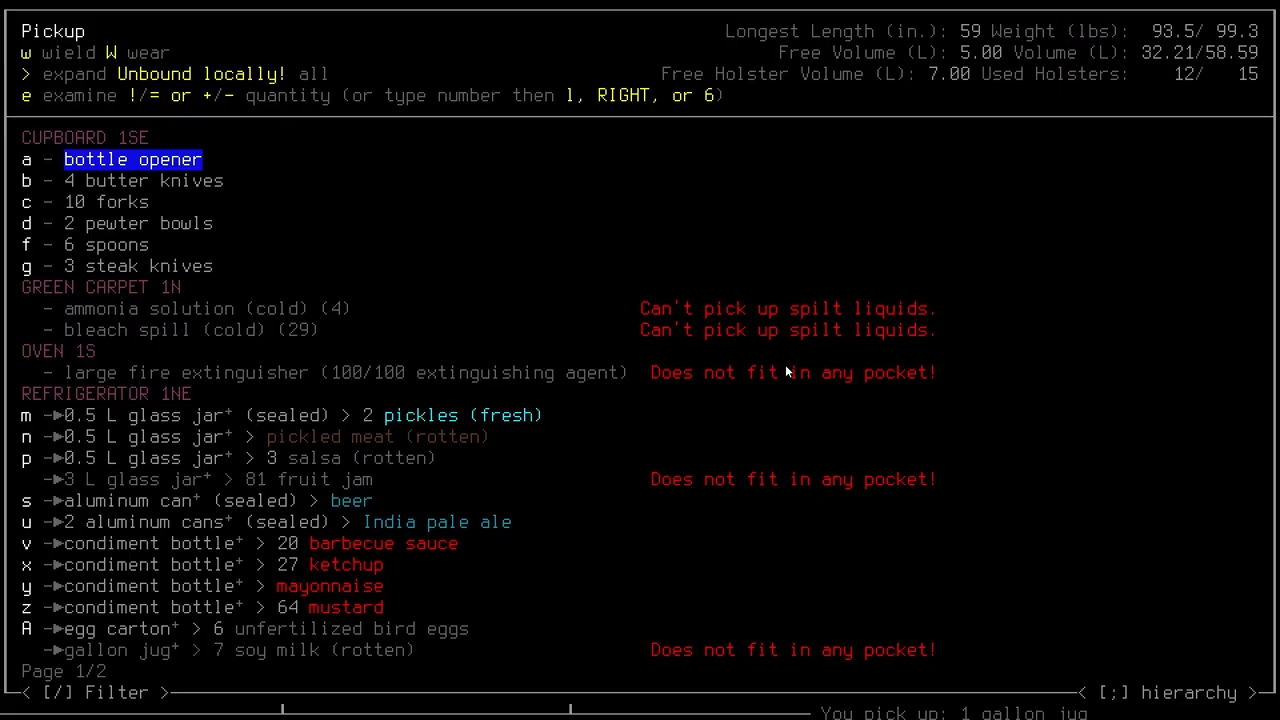 Pickup
Longest Length (in.): 59 Weight (lbs): 93.5/ 99.3
w wield W wear
Free Volume (L): 5.00 Volume (L): 32.21/58.59
> expand Unbound locally! all
Free Holster Volume (L): 7.00 Used Holsters: 12/ 15
e examine !/= or +/- quantity (or type number then l, RIGHT, or 6)
CUPBOARD 1SE
a - bottle opener
b - 4 butter knives
c - 10 forks
d - 2 pewter bowls
f - 6 spoons
g - 3 steak knives
GREEN CARPET 1N
- ammonia solution (cold) (4) Can't pick up spilt liquids.
- bleach spill (cold) (29) Can't pick up spilt liquids.
OVEN 1S
- large fire extinguisher (100/100 extinguishing agent) Does not fit in any pocket!
REFRIGERATOR 1NE
m -►0.5 L glass jar⁺ (sealed) > 2 pickles (fresh)
n -►0.5 L glass jar⁺ > pickled meat (rotten)
p -►0.5 L glass jar⁺ > 3 salsa (rotten)
-►3 L glass jar⁺ > 81 fruit jam Does not fit in any pocket!
s -►aluminum can⁺ (sealed) > beer
u -►2 aluminum cans⁺ (sealed) > India pale ale
v -►condiment bottle⁺ > 20 barbecue sauce
x -►condiment bottle⁺ > 27 ketchup
y -►condiment bottle⁺ > mayonnaise
z -►condiment bottle⁺ > 64 mustard
A -►egg carton⁺ > 6 unfertilized bird eggs
-►gallon jug⁺ > 7 soy milk (rotten) Does not fit in any pocket!
Page 1/2
< [/] Filter >
< [;] hierarchy >
You pick up: 1 gallon jug